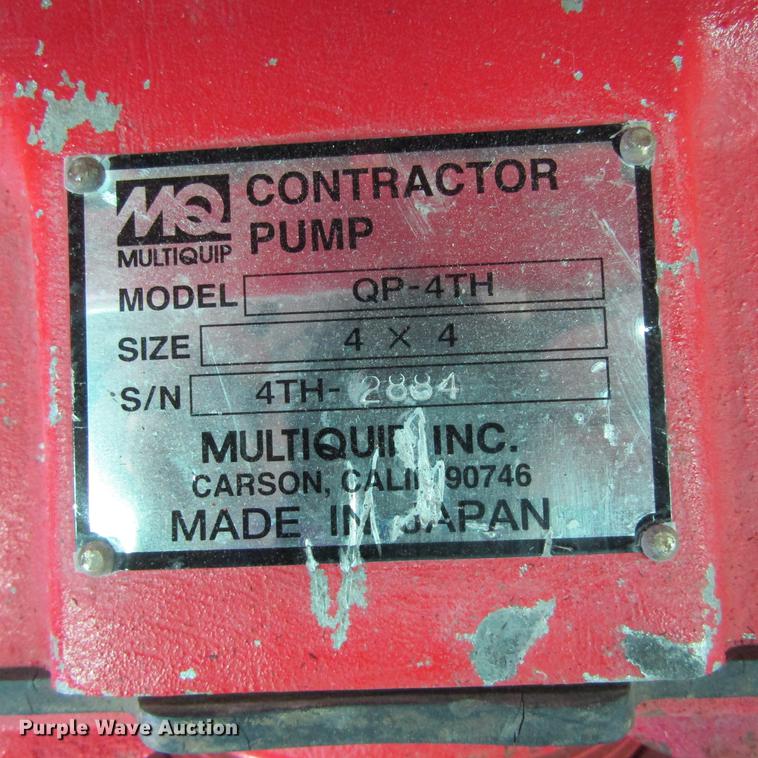 MQ CONTRACTOR
MULTIQUIP PUMP
MODEL QP-4TH
SIZE 4 X 4
S/N 4TH-2884
MULTIQUIP INC.
CARSON, CALIF 90746
MADE IN JAPAN
Purple Wave Auction